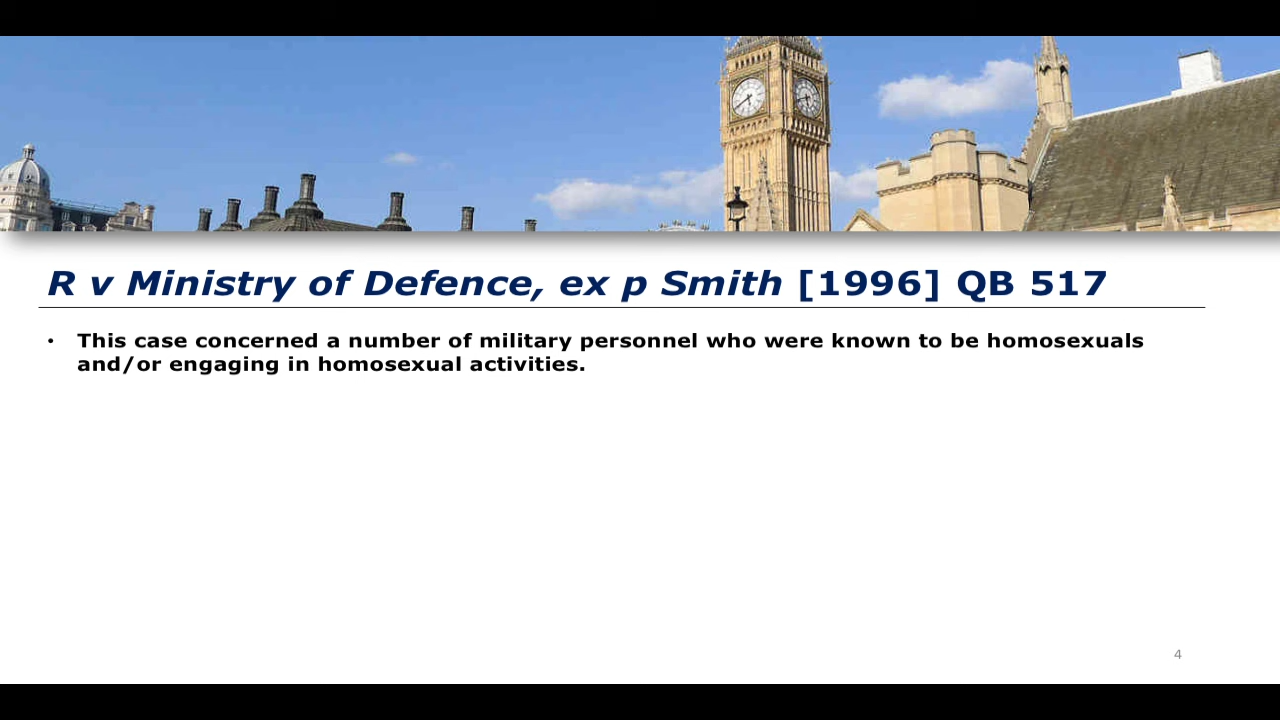 R v Ministry of Defence, ex p Smith [1996] QB 517
• This case concerned a number of military personnel who were known to be homosexuals
and/or engaging in homosexual activities.
4